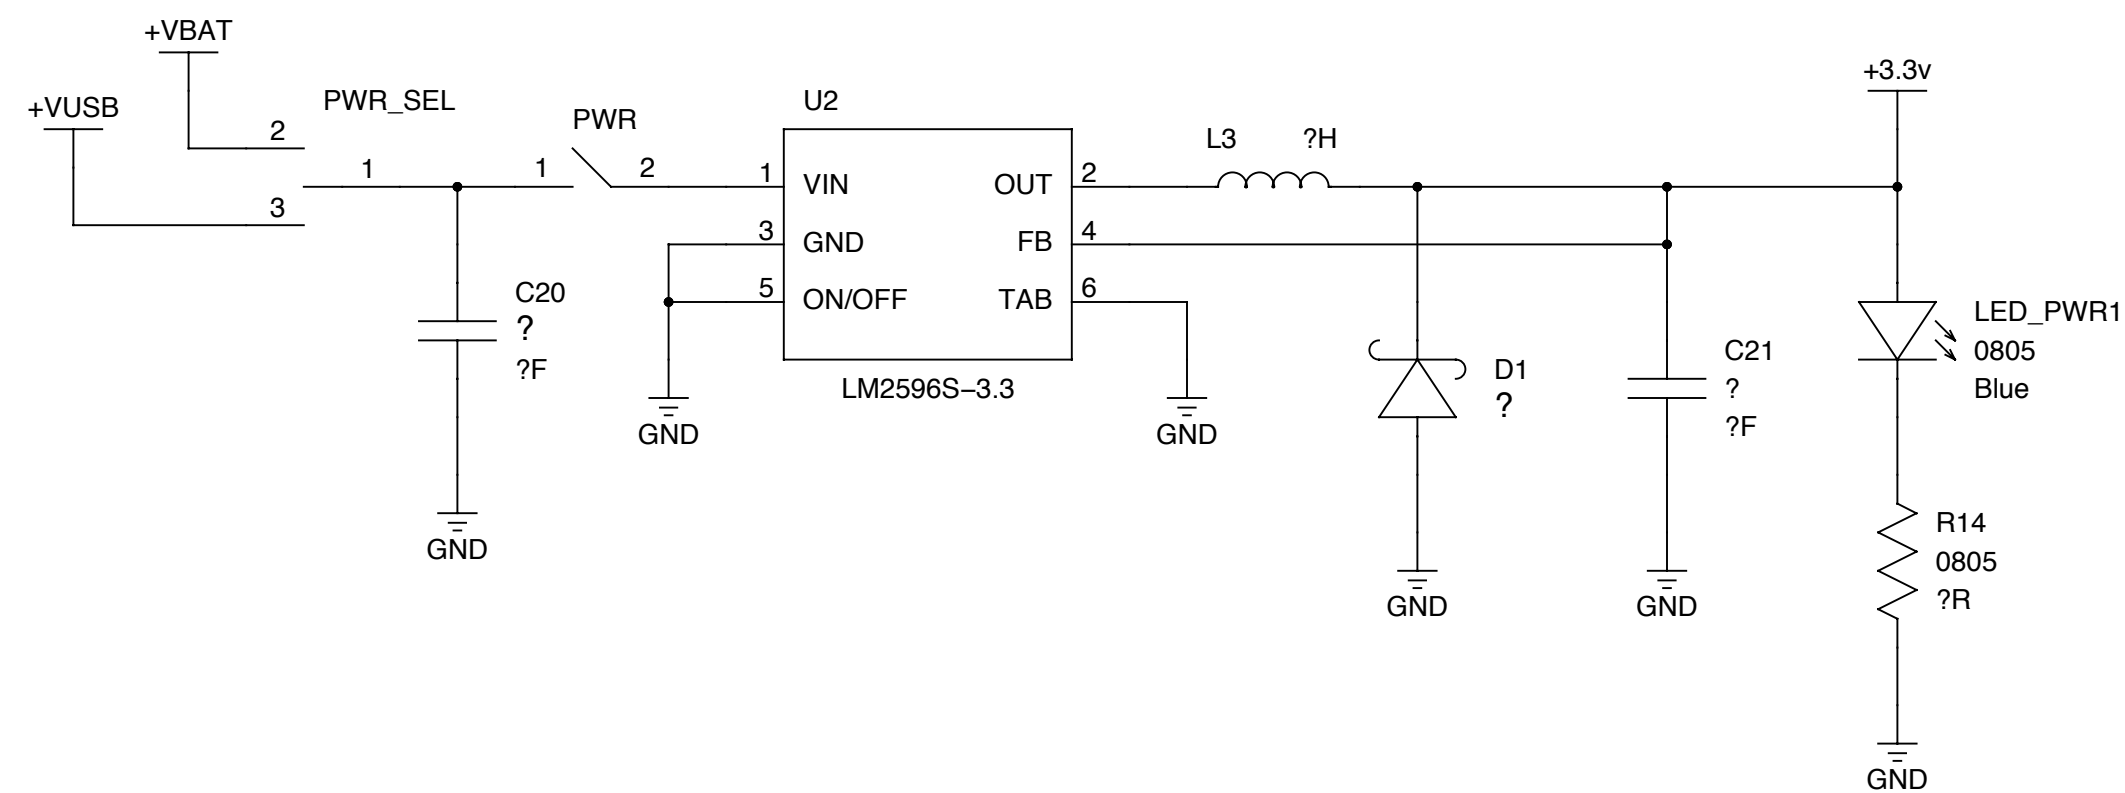 +VBAT
+VUSB
PWR_SEL
2
1
3
PWR
1
2
C20
?
?F
GND
U2
1
VIN
3
GND
5
ON/OFF
OUT
2
FB
4
TAB
6
LM2596S–3.3
GND
GND
L3
?H
D1
?
GND
C21
?
?F
GND
+3.3v
LED_PWR1
0805
Blue
R14
0805
?R
GND